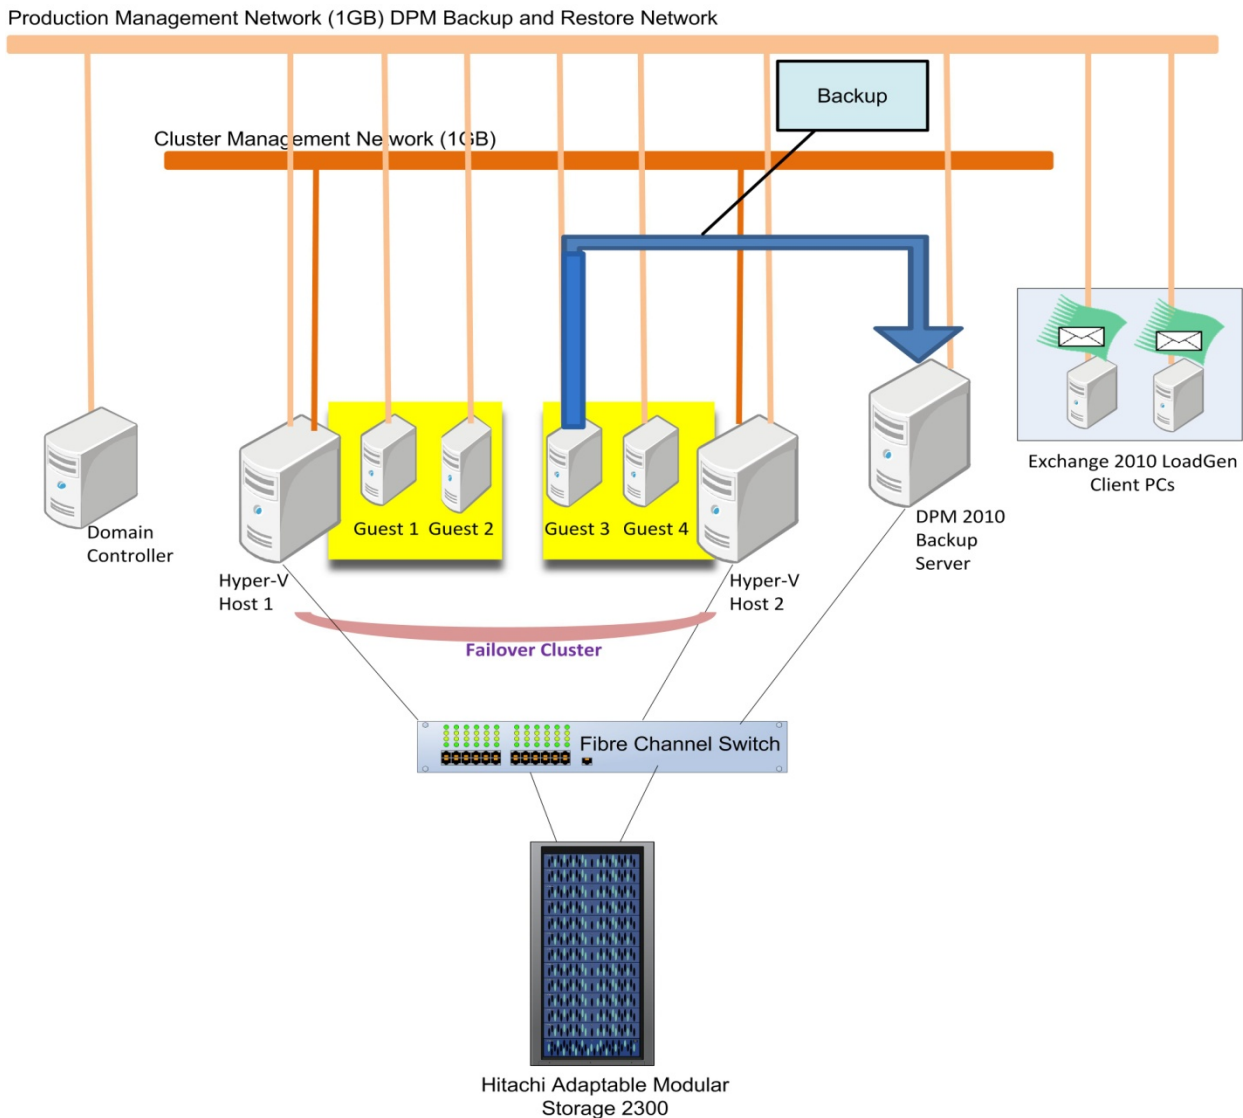 Production Management Network (1GB) DPM Backup and Restore Network
Backup
Cluster Management Network (1GB)
Exchange 2010 LoadGen
Client PCs
Guest 1
Guest 2
Guest 3
Guest 4
Domain
Controller
DPM 2010
Backup
Server
Hyper-V
Host 1
Hyper-V
Host 2
Failover Cluster
Fibre Channel Switch
Hitachi Adaptable Modular
Storage 2300